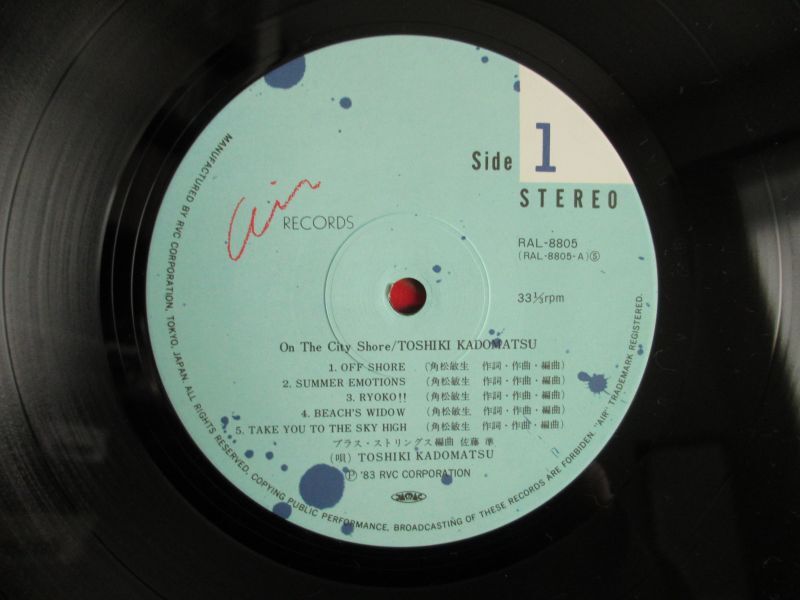 Side 1
STEREO
air RECORDS
RAL-8805
(RAL-8805-A)Ⓢ
33⅓rpm
On The City Shore/TOSHIKI KADOMATSU
1. OFF SHORE (角松敏生 作詞・作曲・編曲)
2. SUMMER EMOTIONS (角松敏生 作詞・作曲・編曲)
3. RYOKO!! (角松敏生 作詞・作曲・編曲)
4. BEACH'S WIDOW (角松敏生 作詞・作曲・編曲)
5. TAKE YOU TO THE SKY HIGH (角松敏生 作詞・作曲・編曲)
ブラス・ストリングス編曲 佐藤 準
(唄) TOSHIKI KADOMATSU
Ⓟ '83 RVC CORPORATION
MANUFACTURED BY RVC CORPORATION, TOKYO, JAPAN. ALL RIGHTS RESERVED, COPYING PUBLIC PERFORMANCE, BROADCASTING OF THESE RECORDS ARE FORBIDDEN. "AIR" TRADEMARK REGISTERED.